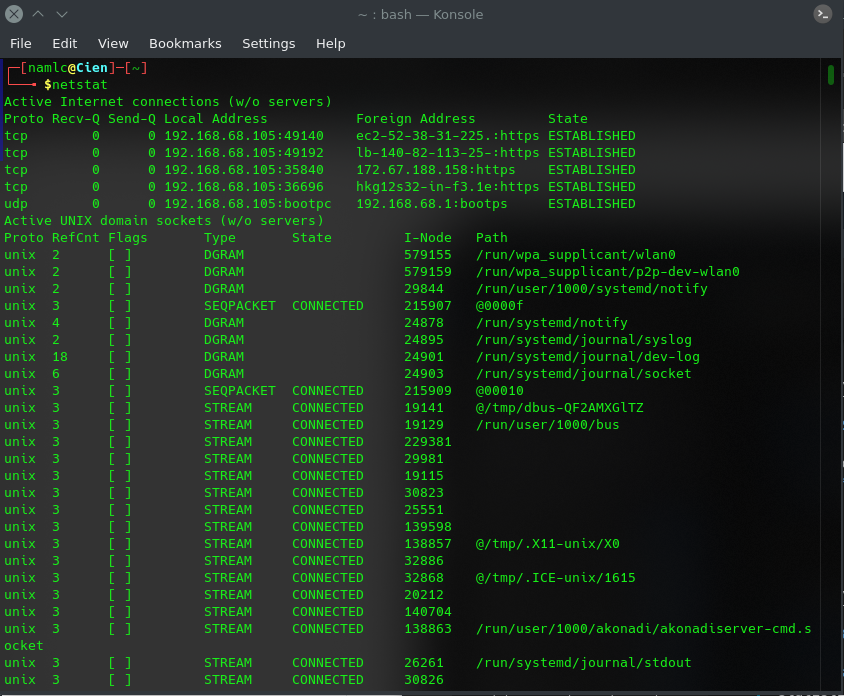 ~ : bash — Konsole
File Edit View Bookmarks Settings Help
┌─[namlc@Cien]─[~]
└──╼ $netstat
Active Internet connections (w/o servers)
Proto Recv-Q Send-Q Local Address           Foreign Address         State
tcp        0      0 192.168.68.105:49140    ec2-52-38-31-225.:https ESTABLISHED
tcp        0      0 192.168.68.105:49192    lb-140-82-113-25-:https ESTABLISHED
tcp        0      0 192.168.68.105:35840    172.67.188.158:https    ESTABLISHED
tcp        0      0 192.168.68.105:36696    hkg12s32-in-f3.1e:https ESTABLISHED
udp        0      0 192.168.68.105:bootpc   192.168.68.1:bootps     ESTABLISHED
Active UNIX domain sockets (w/o servers)
Proto RefCnt Flags       Type       State         I-Node   Path
unix  2      [ ]         DGRAM                    579155   /run/wpa_supplicant/wlan0
unix  2      [ ]         DGRAM                    579159   /run/wpa_supplicant/p2p-dev-wlan0
unix  2      [ ]         DGRAM                    29844    /run/user/1000/systemd/notify
unix  3      [ ]         SEQPACKET  CONNECTED     215907   @0000f
unix  4      [ ]         DGRAM                    24878    /run/systemd/notify
unix  2      [ ]         DGRAM                    24895    /run/systemd/journal/syslog
unix  18     [ ]         DGRAM                    24901    /run/systemd/journal/dev-log
unix  6      [ ]         DGRAM                    24903    /run/systemd/journal/socket
unix  3      [ ]         SEQPACKET  CONNECTED     215909   @00010
unix  3      [ ]         STREAM     CONNECTED     19141    @/tmp/dbus-QF2AMXGlTZ
unix  3      [ ]         STREAM     CONNECTED     19129    /run/user/1000/bus
unix  3      [ ]         STREAM     CONNECTED     229381
unix  3      [ ]         STREAM     CONNECTED     29981
unix  3      [ ]         STREAM     CONNECTED     19115
unix  3      [ ]         STREAM     CONNECTED     30823
unix  3      [ ]         STREAM     CONNECTED     25551
unix  3      [ ]         STREAM     CONNECTED     139598
unix  3      [ ]         STREAM     CONNECTED     138857   @/tmp/.X11-unix/X0
unix  3      [ ]         STREAM     CONNECTED     32886
unix  3      [ ]         STREAM     CONNECTED     32868    @/tmp/.ICE-unix/1615
unix  3      [ ]         STREAM     CONNECTED     20212
unix  3      [ ]         STREAM     CONNECTED     140704
unix  3      [ ]         STREAM     CONNECTED     138863   /run/user/1000/akonadi/akonadiserver-cmd.s
ocket
unix  3      [ ]         STREAM     CONNECTED     26261    /run/systemd/journal/stdout
unix  3      [ ]         STREAM     CONNECTED     30826